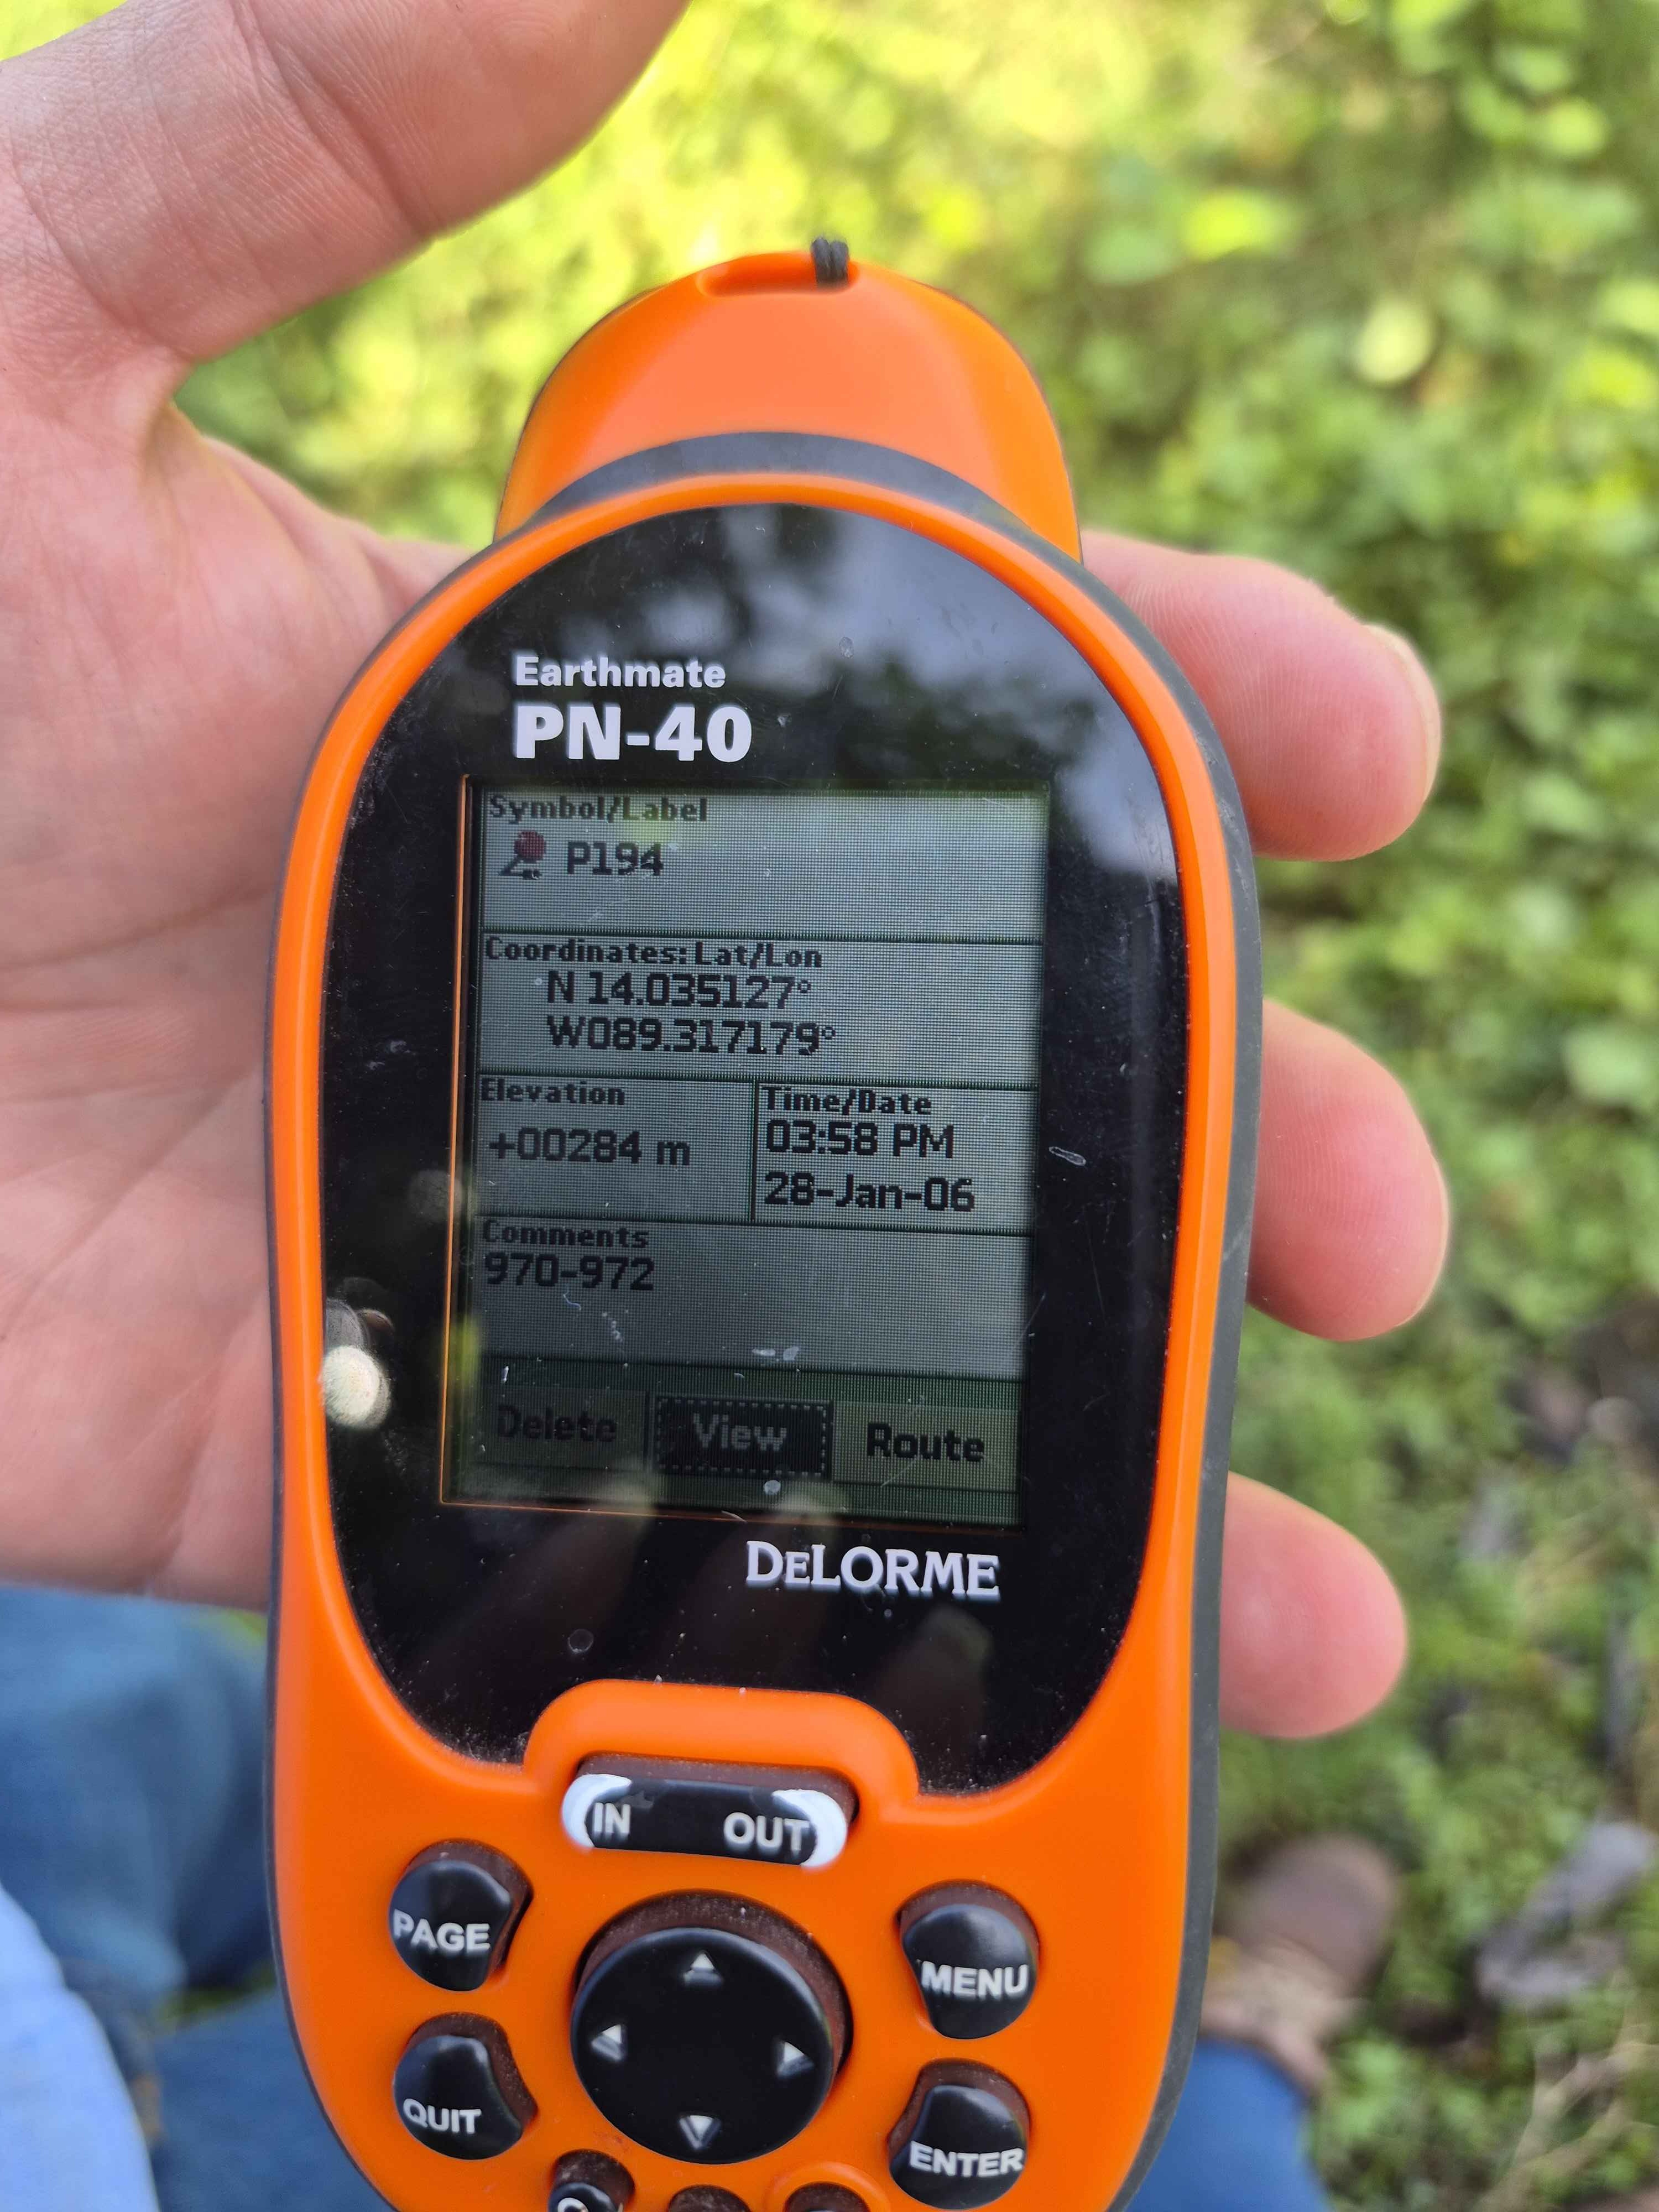 Earthmate
PN-40
Symbol/Label
P194
Coordinates: Lat/Lon
N 14.035127°
W089.317179°
Elevation
+00284 m
Time/Date
03:58 PM
28-Jan-06
Comments
970-972
Delete View Route
DELORME
IN OUT
PAGE
MENU
QUIT
ENTER